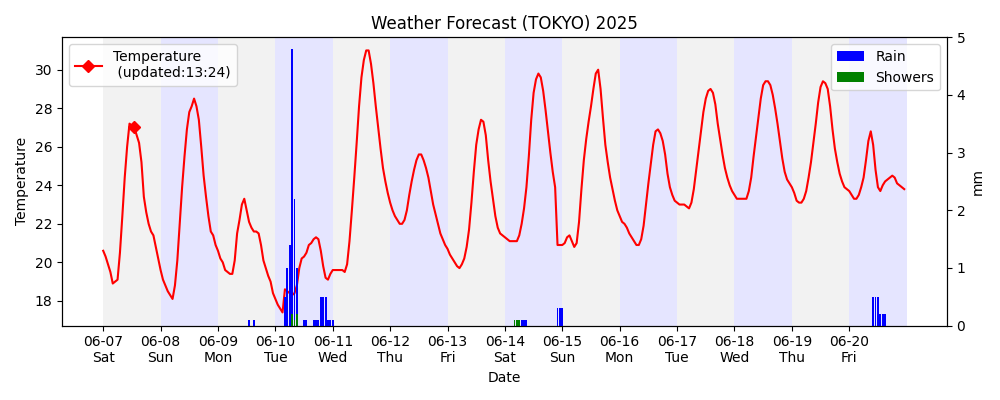 Weather Forecast (TOKYO) 2025
Temperature
(updated:13:24)
Rain
Showers
Temperature
30
28
26
24
22
20
18
5
4
3
2
1
0
mm
06-07 06-08 06-09 06-10 06-11 06-12 06-13 06-14 06-15 06-16 06-17 06-18 06-19 06-20
Sat Sun Mon Tue Wed Thu Fri Sat Sun Mon Tue Wed Thu Fri
Date